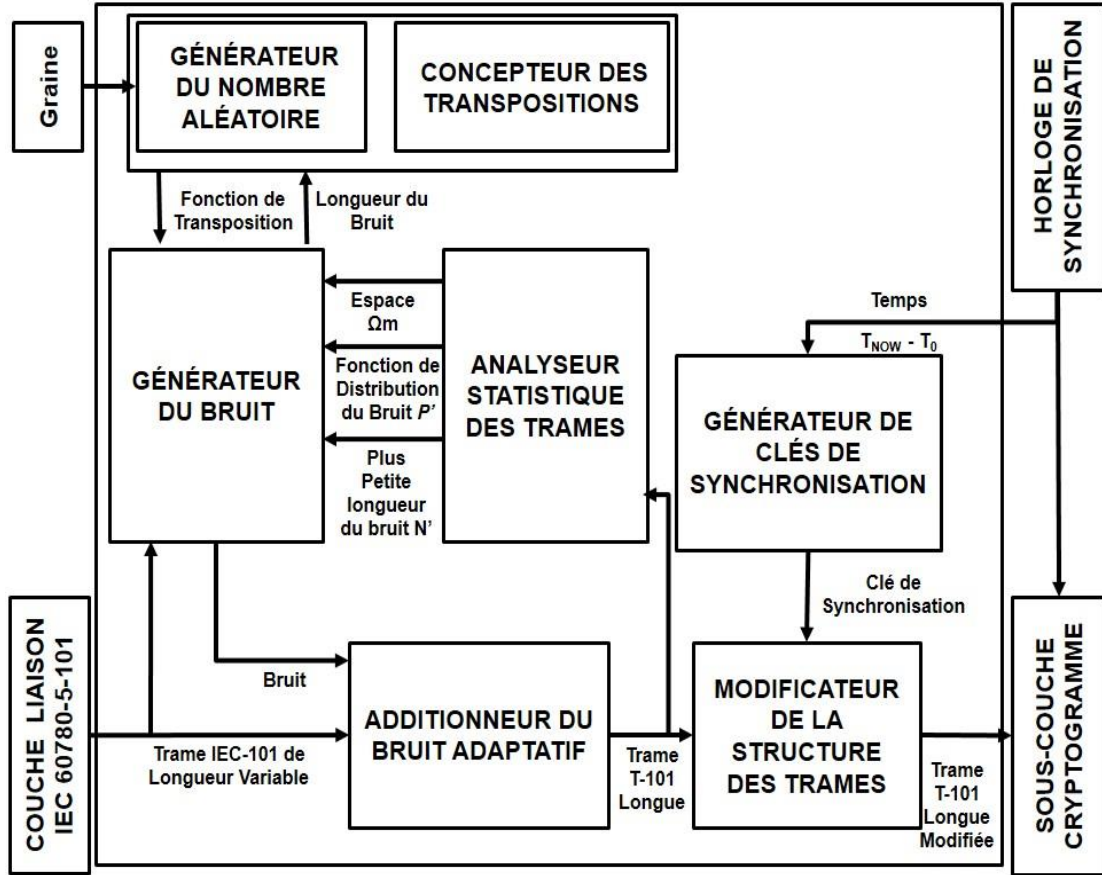 Graine
GÉNÉRATEUR
DU NOMBRE
ALÉATOIRE
CONCEPTEUR DES
TRANSPOSITIONS
HORLOGE DE
SYNCHRONISATION
Fonction de
Transposition
Longueur du
Bruit
GÉNÉRATEUR
DU BRUIT
Espace
Ωm
Fonction de
Distribution
du Bruit P'
Plus
Petite
longueur
du bruit N'
ANALYSEUR
STATISTIQUE
DES TRAMES
Temps
TNOW - T0
GÉNÉRATEUR DE
CLÉS DE
SYNCHRONISATION
Clé de
Synchronisation
COUCHE LIAISON
IEC 60780-5-101
Bruit
Trame IEC-101 de
Longueur Variable
ADDITIONNEUR DU
BRUIT ADAPTATIF
Trame
T-101
Longue
MODIFICATEUR
DE LA
STRUCTURE
DES TRAMES
Trame
T-101
Longue
Modifiée
SOUS-COUCHE
CRYPTOGRAMME